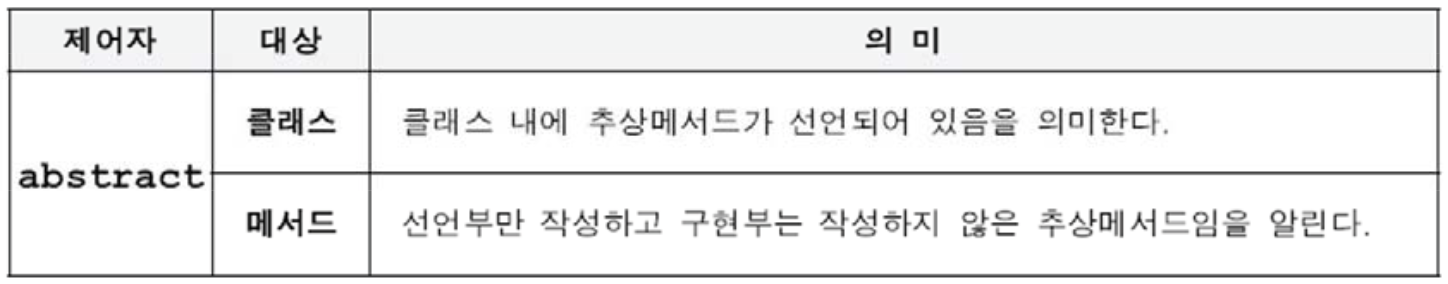 제어자 대상 의 미
클래스 클래스 내에 추상메서드가 선언되어 있음을 의미한다.
abstract
메서드 선언부만 작성하고 구현부는 작성하지 않은 추상메서드임을 알린다.